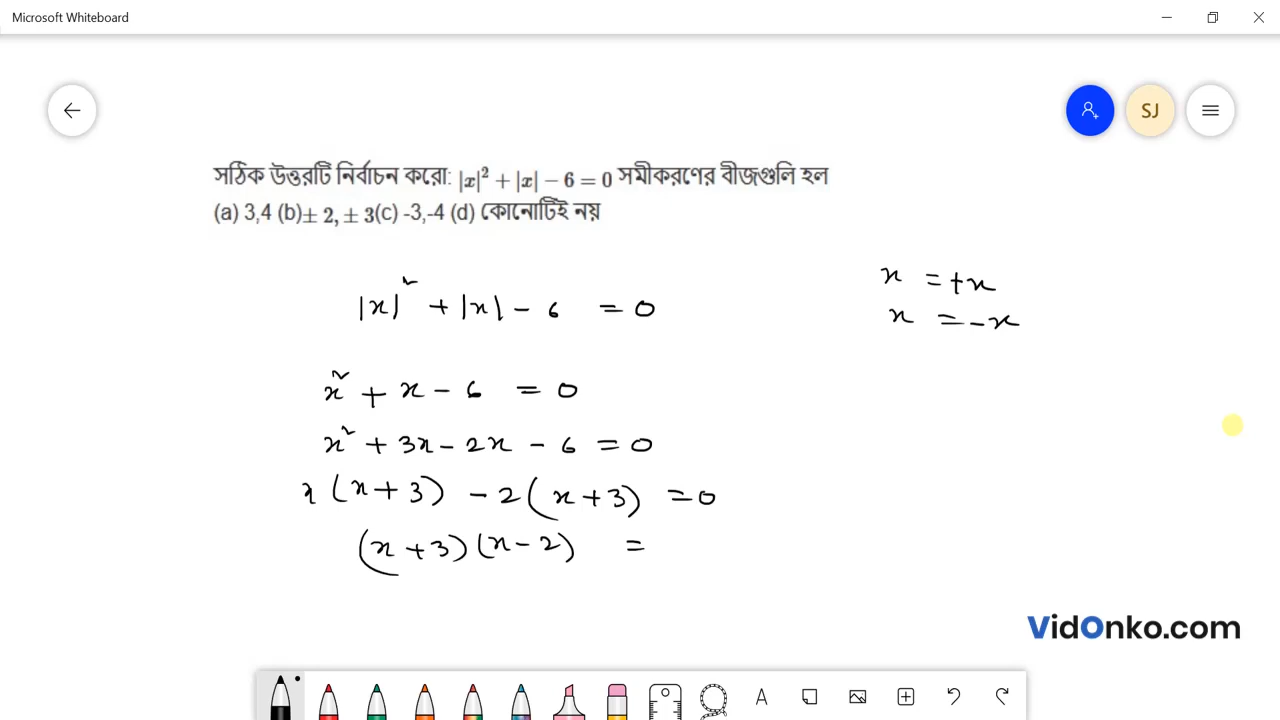 Microsoft Whiteboard
SJ
সঠিক উত্তরটি নির্বাচন করো: |x|² + |x| − 6 = 0 সমীকরণের বীজগুলি হল
(a) 3,4 (b)± 2, ± 3(c) -3,-4 (d) কোনোটিই নয়
|x|² + |x| − 6 = 0
x = +x
x = −x
x² + x − 6 = 0
x² + 3x − 2x − 6 = 0
x (x + 3) − 2 (x + 3) = 0
(x + 3) (x − 2) =
VidOnko.com
A